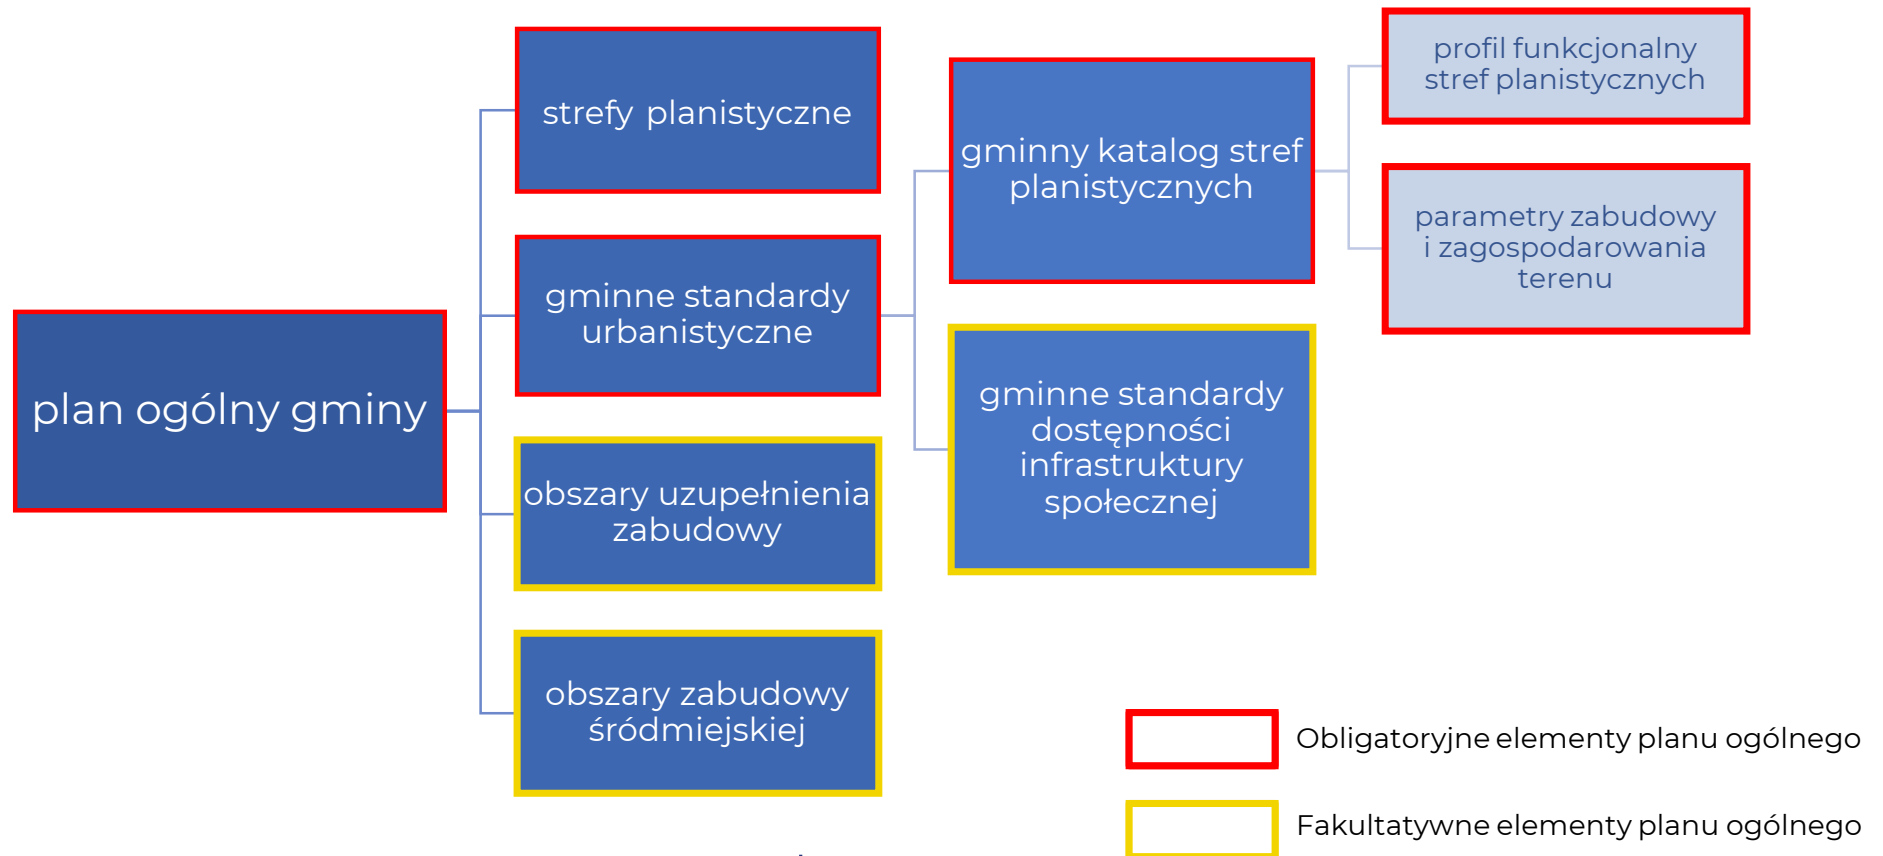 plan ogólny gminy
strefy planistyczne
gminne standardy
urbanistyczne
obszary uzupełnienia
zabudowy
obszary zabudowy
śródmiejskiej
gminny katalog stref
planistycznych
gminne standardy
dostępności
infrastruktury
społecznej
profil funkcjonalny
stref planistycznych
parametry zabudowy
i zagospodarowania
terenu
Obligatoryjne elementy planu ogólnego
Fakultatywne elementy planu ogólnego